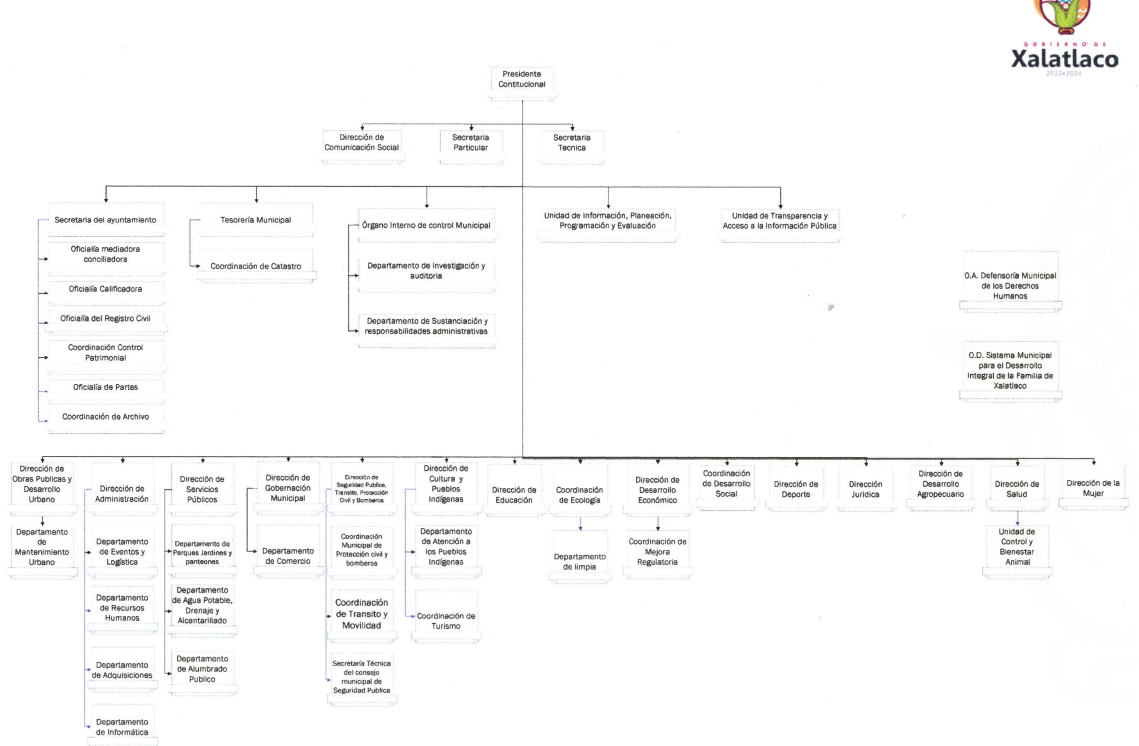 GOBIERNO DE
Xalatlaco
Presidente
Contitucional
Dirección de
Comunicación Social
Secretaria
Particular
Secretaria
Tecnica
Secretaria del ayuntamiento
Tesorería Municipal
Órgano Interno de control Municipal
Unidad de información, Planeación,
Programación y Evaluación
Unidad de Transparencia y
Acceso a la Información Pública
Oficialía mediadora
conciliadora
Oficialía Calificadora
Oficialía del Registro Civil
Coordinación Control
Patrimonial
Oficialía de Partes
Coordinación de Archivo
Coordinación de Catastro
Departamento de Investigación y
auditoria
Departamento de Sustanciación y
responsabilidades administrativas
O.A. Defensoría Municipal
de los Derechos
Humanos
O.D. Sistema Municipal
para el Desarrollo
Integral de la Familia de
Xalatlaco
Dirección de
Obras Publicas y
Desarrollo
Urbano
Departamento
de
Mantenimiento
Urbano
Dirección de
Administración
Departamento
de Eventos y
Logística
Departamento
de Recursos
Humanos
Departamento
de Adquisiciones
Departamento
de Informática
Dirección de
Servicios
Públicos
Departamento de
Parques Jardines y
panteones
Departamento
de Agua Potable,
Drenaje y
Alcantarillado
Departamento
de Alumbrado
Publico
Dirección de
Gobernación
Municipal
Departamento
de Comercio
Dirección de
Seguridad Publica,
Transito, Protección
Civil y Bomberos
Coordinación
Municipal de
Protección civil y
bomberos
Coordinación
de Transito y
Movilidad
Secretaría Técnica
del consejo
municipal de
Seguridad Publica
Dirección de
Cultura y
Pueblos
Indígenas
Departamento
de Atención a
los Pueblos
Indígenas
Coordinación de
Turismo
Dirección de
Educación
Coordinación
de Ecología
Departamento
de limpia
Dirección de
Desarrollo
Económico
Coordinación de
Mejora
Regulatoria
Coordinación
de Desarrollo
Social
Dirección de
Deporte
Dirección
Juridica
Dirección de
Desarrollo
Agropecuario
Dirección de
Salud
Unidad de
Control y
Bienestar
Animal
Dirección de la
Mujer